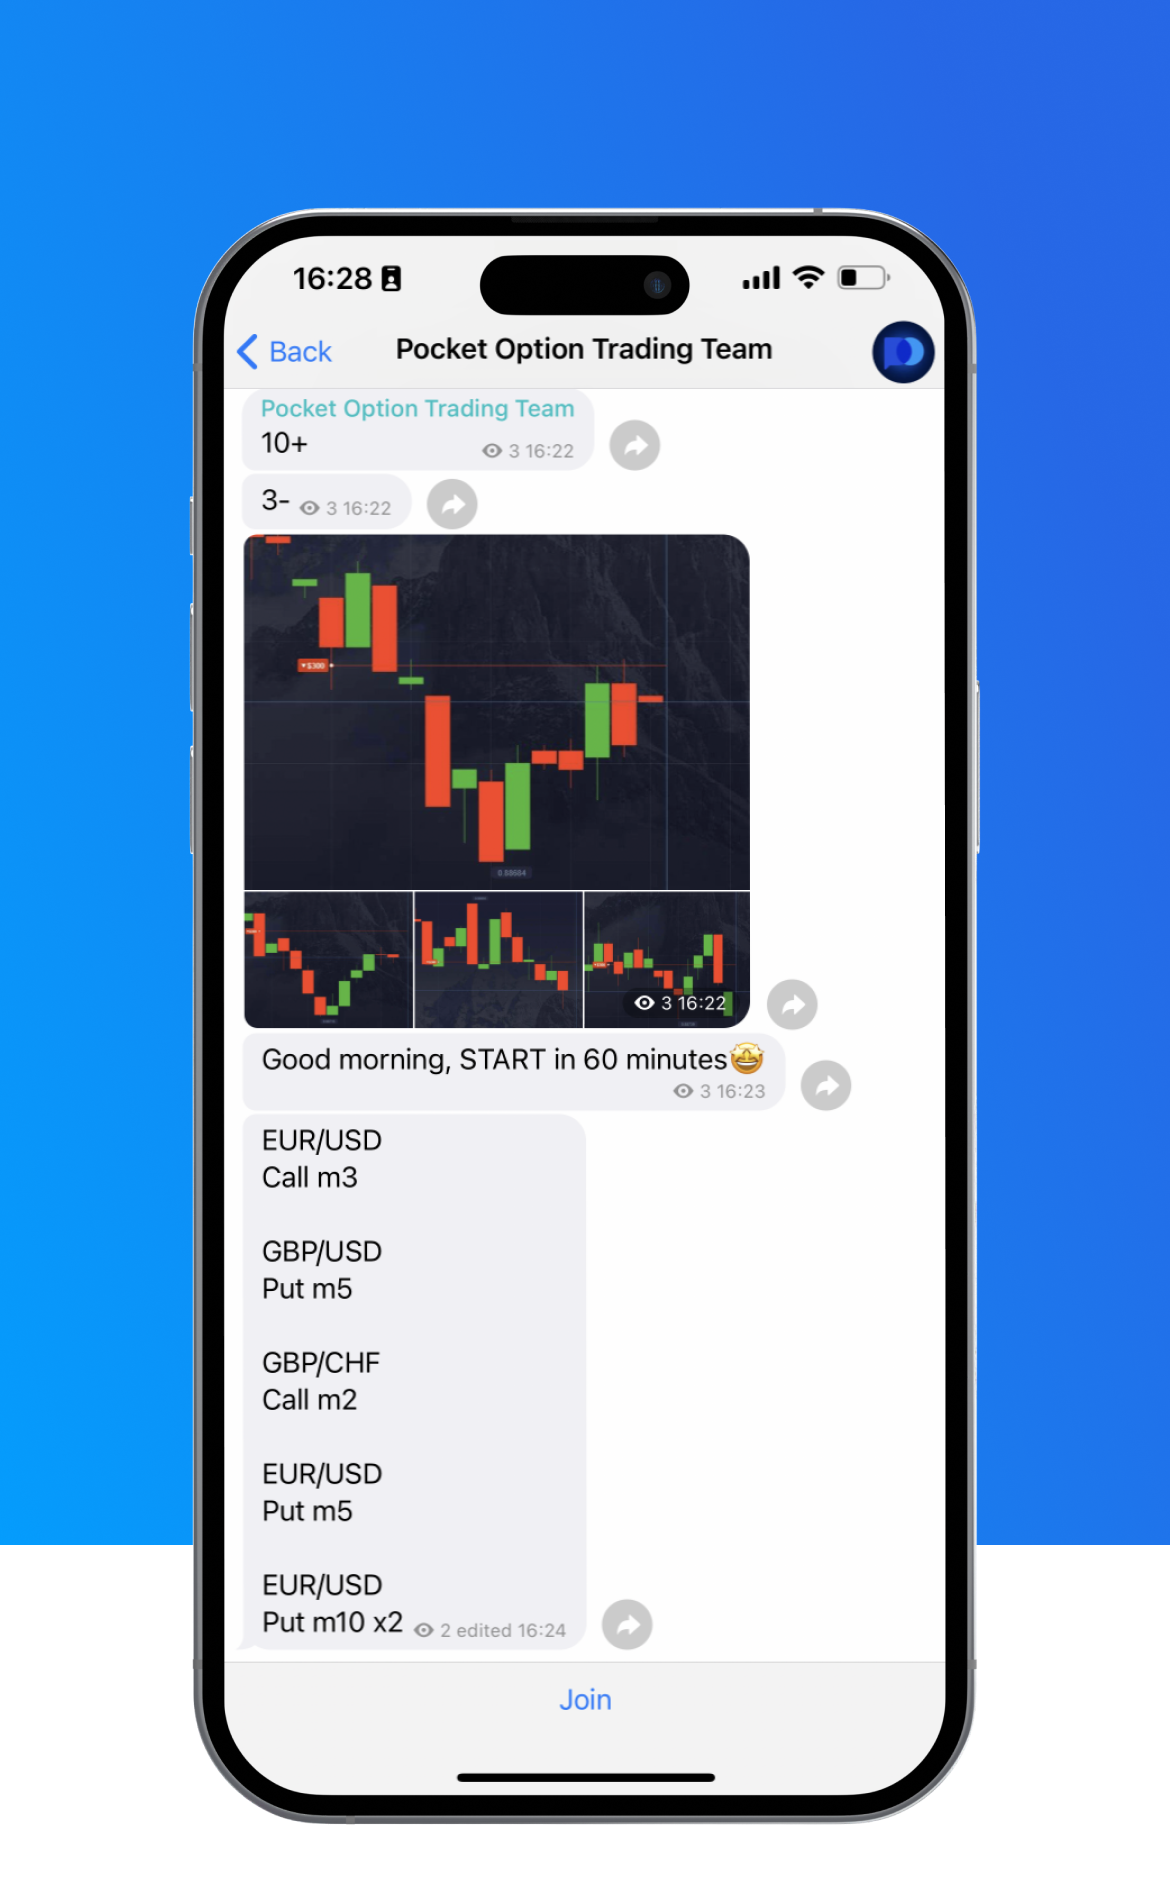 16:28
Back
Pocket Option Trading Team
Pocket Option Trading Team
10+
3 16:22
3-
3 16:22
$300
0.88684
3 16:22
Good morning, START in 60 minutes🤩
3 16:23
EUR/USD
Call m3
GBP/USD
Put m5
GBP/CHF
Call m2
EUR/USD
Put m5
EUR/USD
Put m10 x2
2 edited 16:24
Join